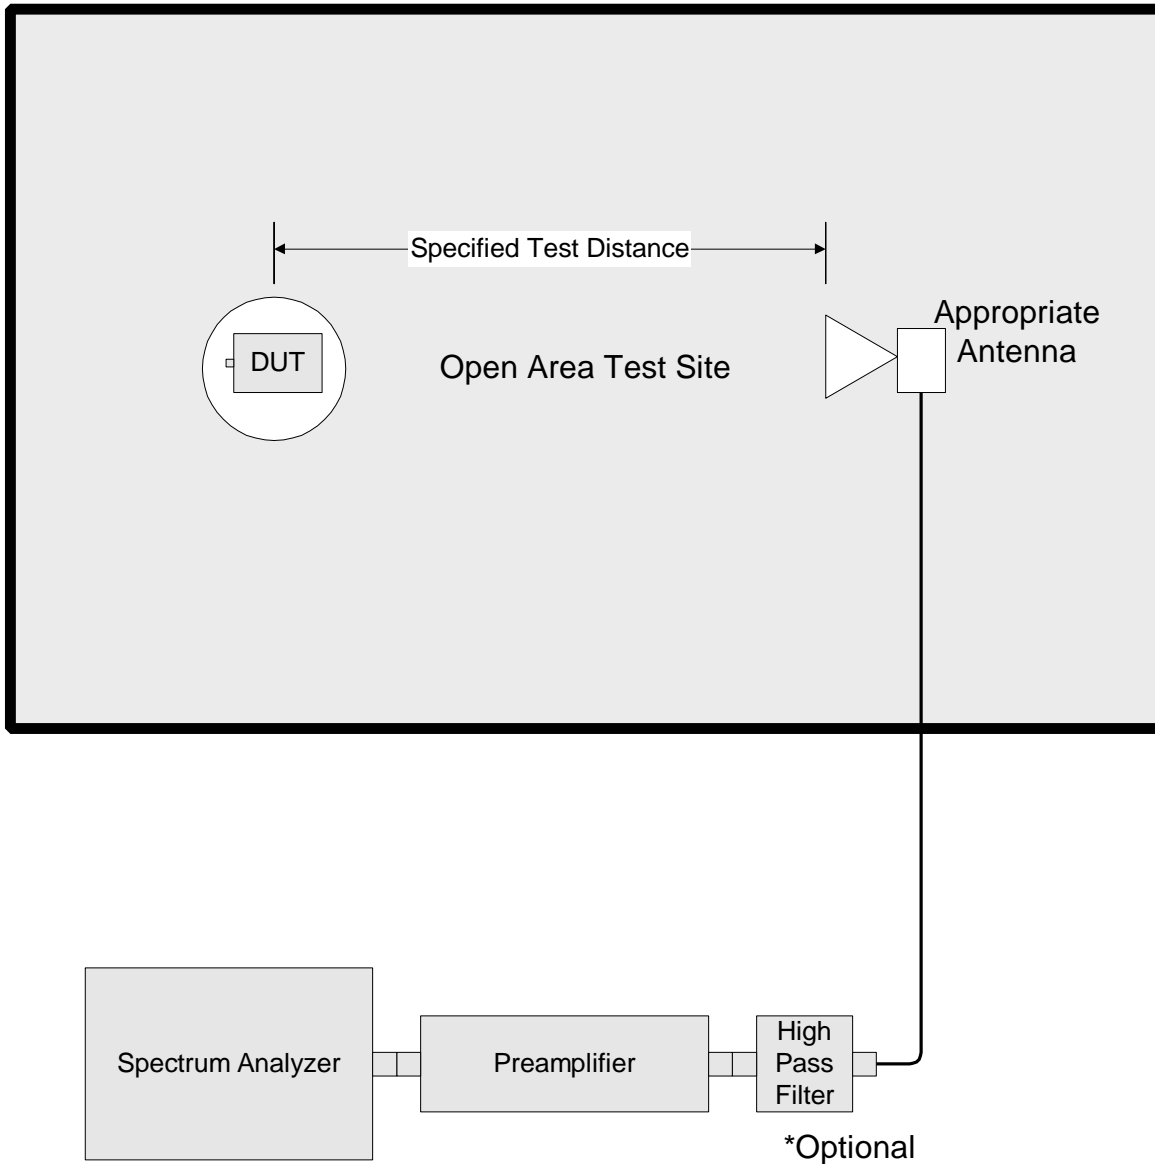 Specified Test Distance
Appropriate
Antenna
DUT
Open Area Test Site
High
Pass
Filter
Spectrum Analyzer
Preamplifier
*Optional